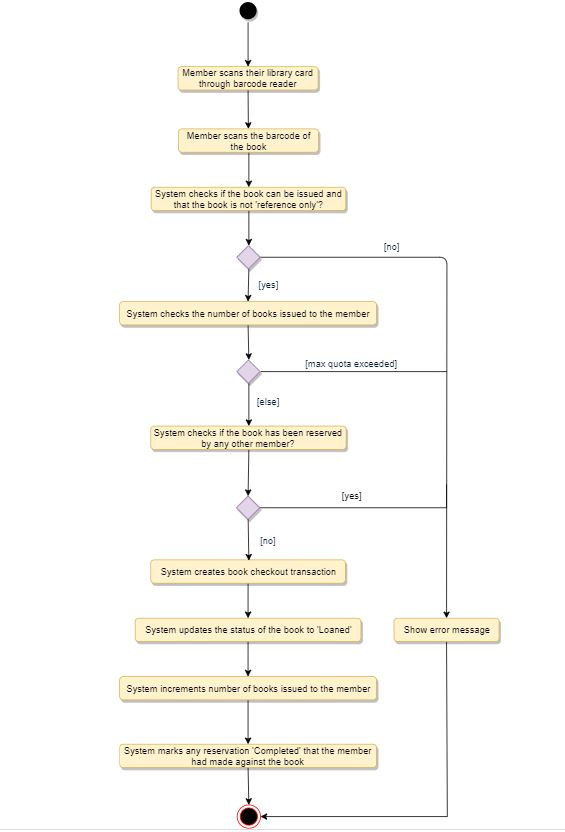 Member scans their library card
through barcode reader
Member scans the barcode of
the book
System checks if the book can be issued and
that the book is not 'reference only'?
[no]
[yes]
System checks the number of books issued to the member
[max quota exceeded]
[else]
System checks if the book has been reserved
by any other member?
[yes]
[no]
System creates book checkout transaction
System updates the status of the book to 'Loaned'
Show error message
System increments number of books issued to the member
System marks any reservation 'Completed' that the member
had made against the book